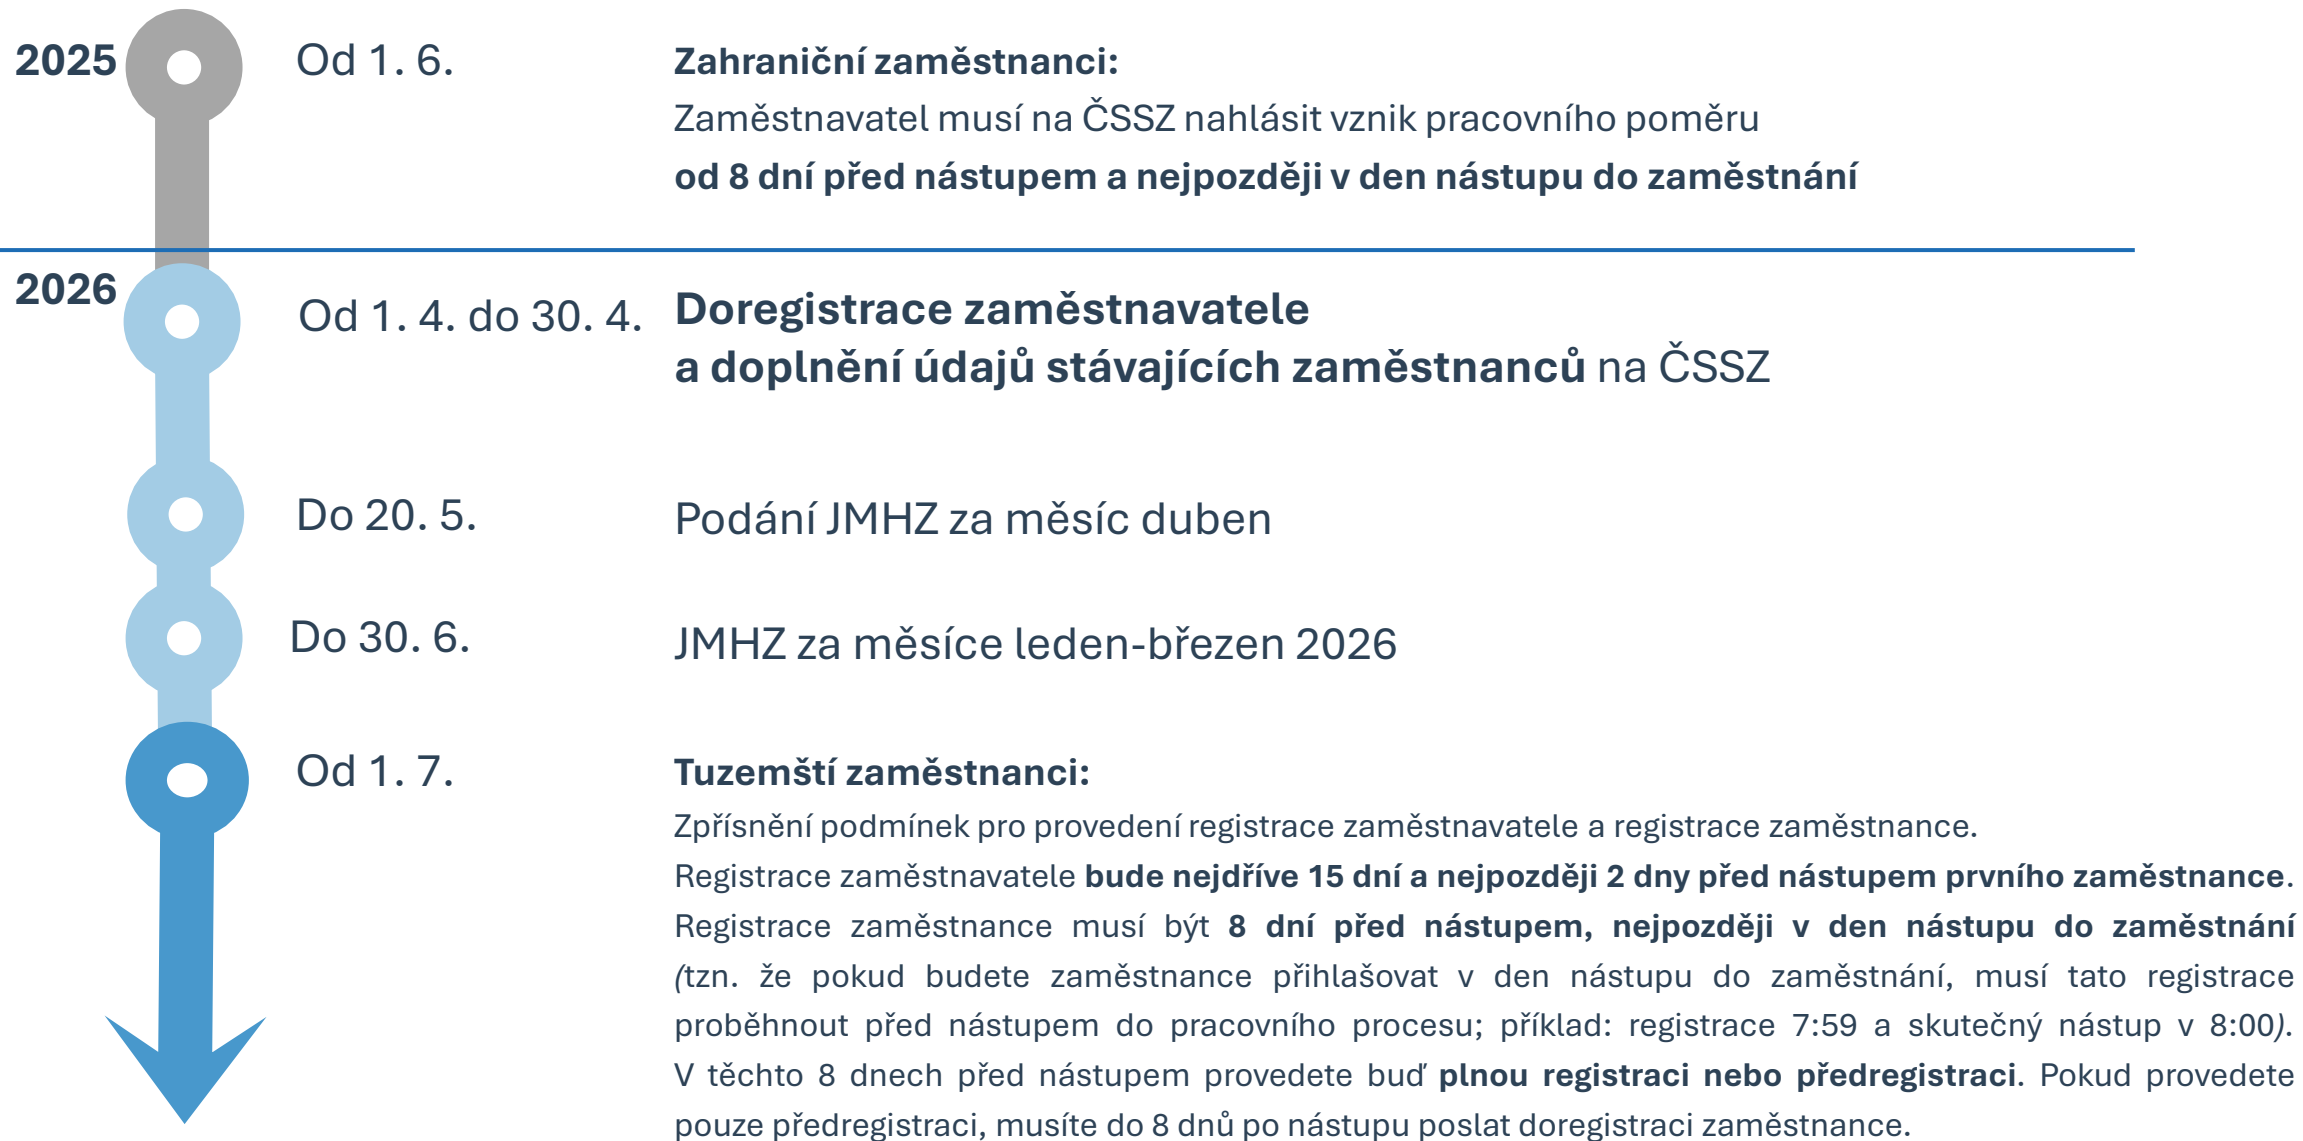 2025
Od 1. 6.
Zahraniční zaměstnanci:
Zaměstnavatel musí na ČSSZ nahlásit vznik pracovního poměru
od 8 dní před nástupem a nejpozději v den nástupu do zaměstnání
2026
Od 1. 4. do 30. 4.
Doregistrace zaměstnavatele
a doplnění údajů stávajících zaměstnanců na ČSSZ
Do 20. 5.
Podání JMHZ za měsíc duben
Do 30. 6.
JMHZ za měsíce leden-březen 2026
Od 1. 7.
Tuzemští zaměstnanci:
Zpřísnění podmínek pro provedení registrace zaměstnavatele a registrace zaměstnance.
Registrace zaměstnavatele bude nejdříve 15 dní a nejpozději 2 dny před nástupem prvního zaměstnance.
Registrace zaměstnance musí být 8 dní před nástupem, nejpozději v den nástupu do zaměstnání
(tzn. že pokud budete zaměstnance přihlašovat v den nástupu do zaměstnání, musí tato registrace
proběhnout před nástupem do pracovního procesu; příklad: registrace 7:59 a skutečný nástup v 8:00).
V těchto 8 dnech před nástupem provedete buď plnou registraci nebo předregistraci. Pokud provedete
pouze předregistraci, musíte do 8 dnů po nástupu poslat doregistraci zaměstnance.